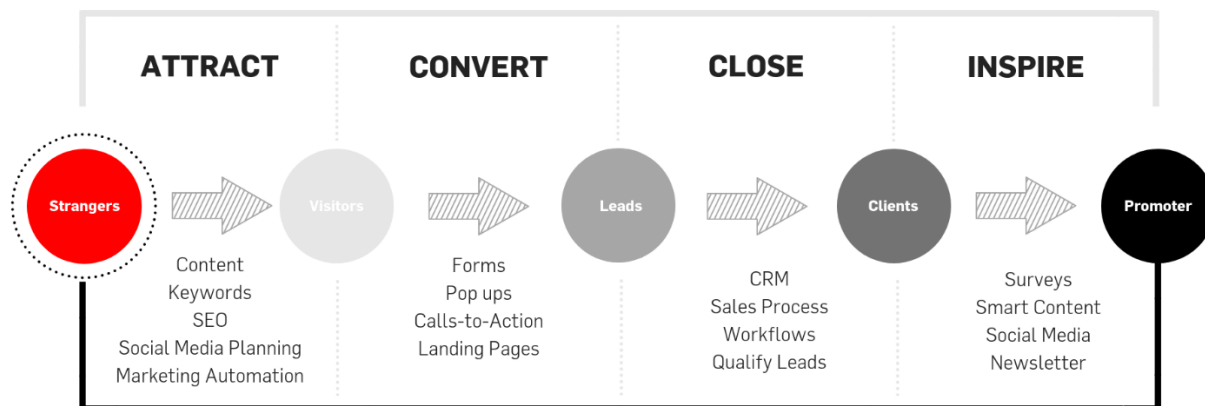 ATTRACT
CONVERT
CLOSE
INSPIRE
Strangers
Visitors
Leads
Clients
Promoter
Content
Keywords
SEO
Social Media Planning
Marketing Automation
Forms
Pop ups
Calls-to-Action
Landing Pages
CRM
Sales Process
Workflows
Qualify Leads
Surveys
Smart Content
Social Media
Newsletter